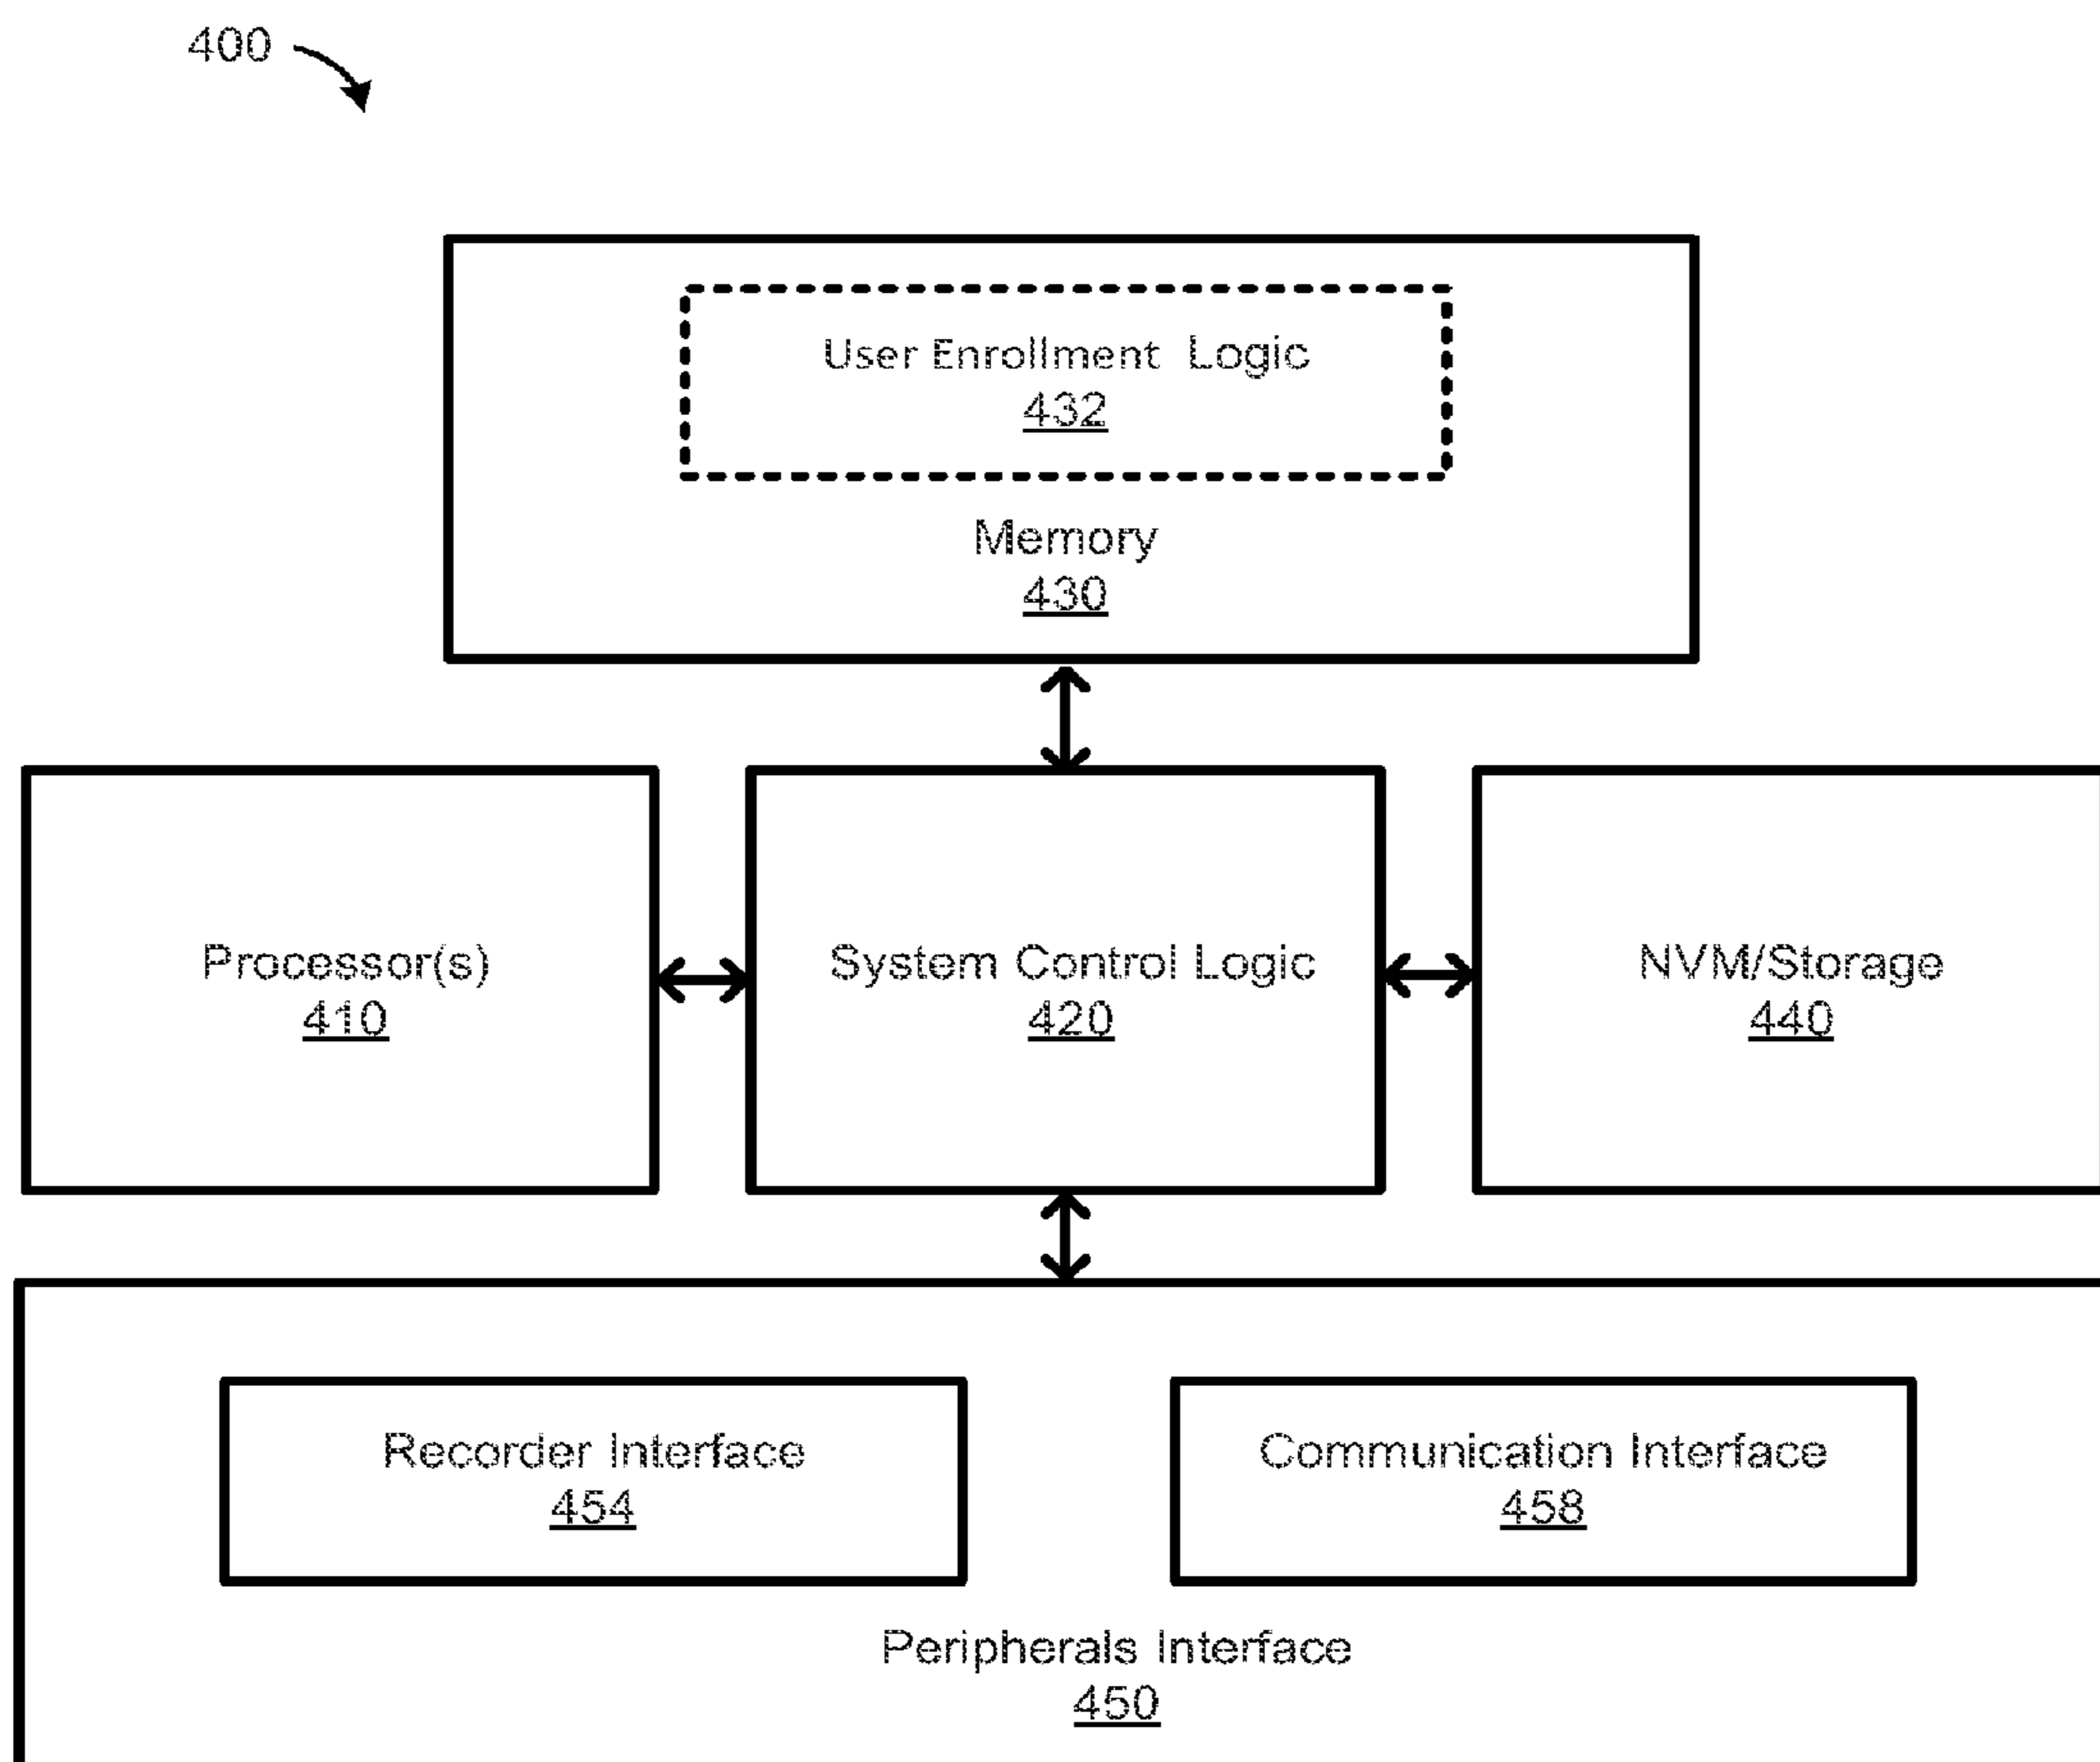 400
User Enrollment Logic
432
Memory
430
Processor(s)
410
System Control Logic
420
NVM/Storage
440
Recorder Interface
454
Communication Interface
458
Peripherals Interface
450